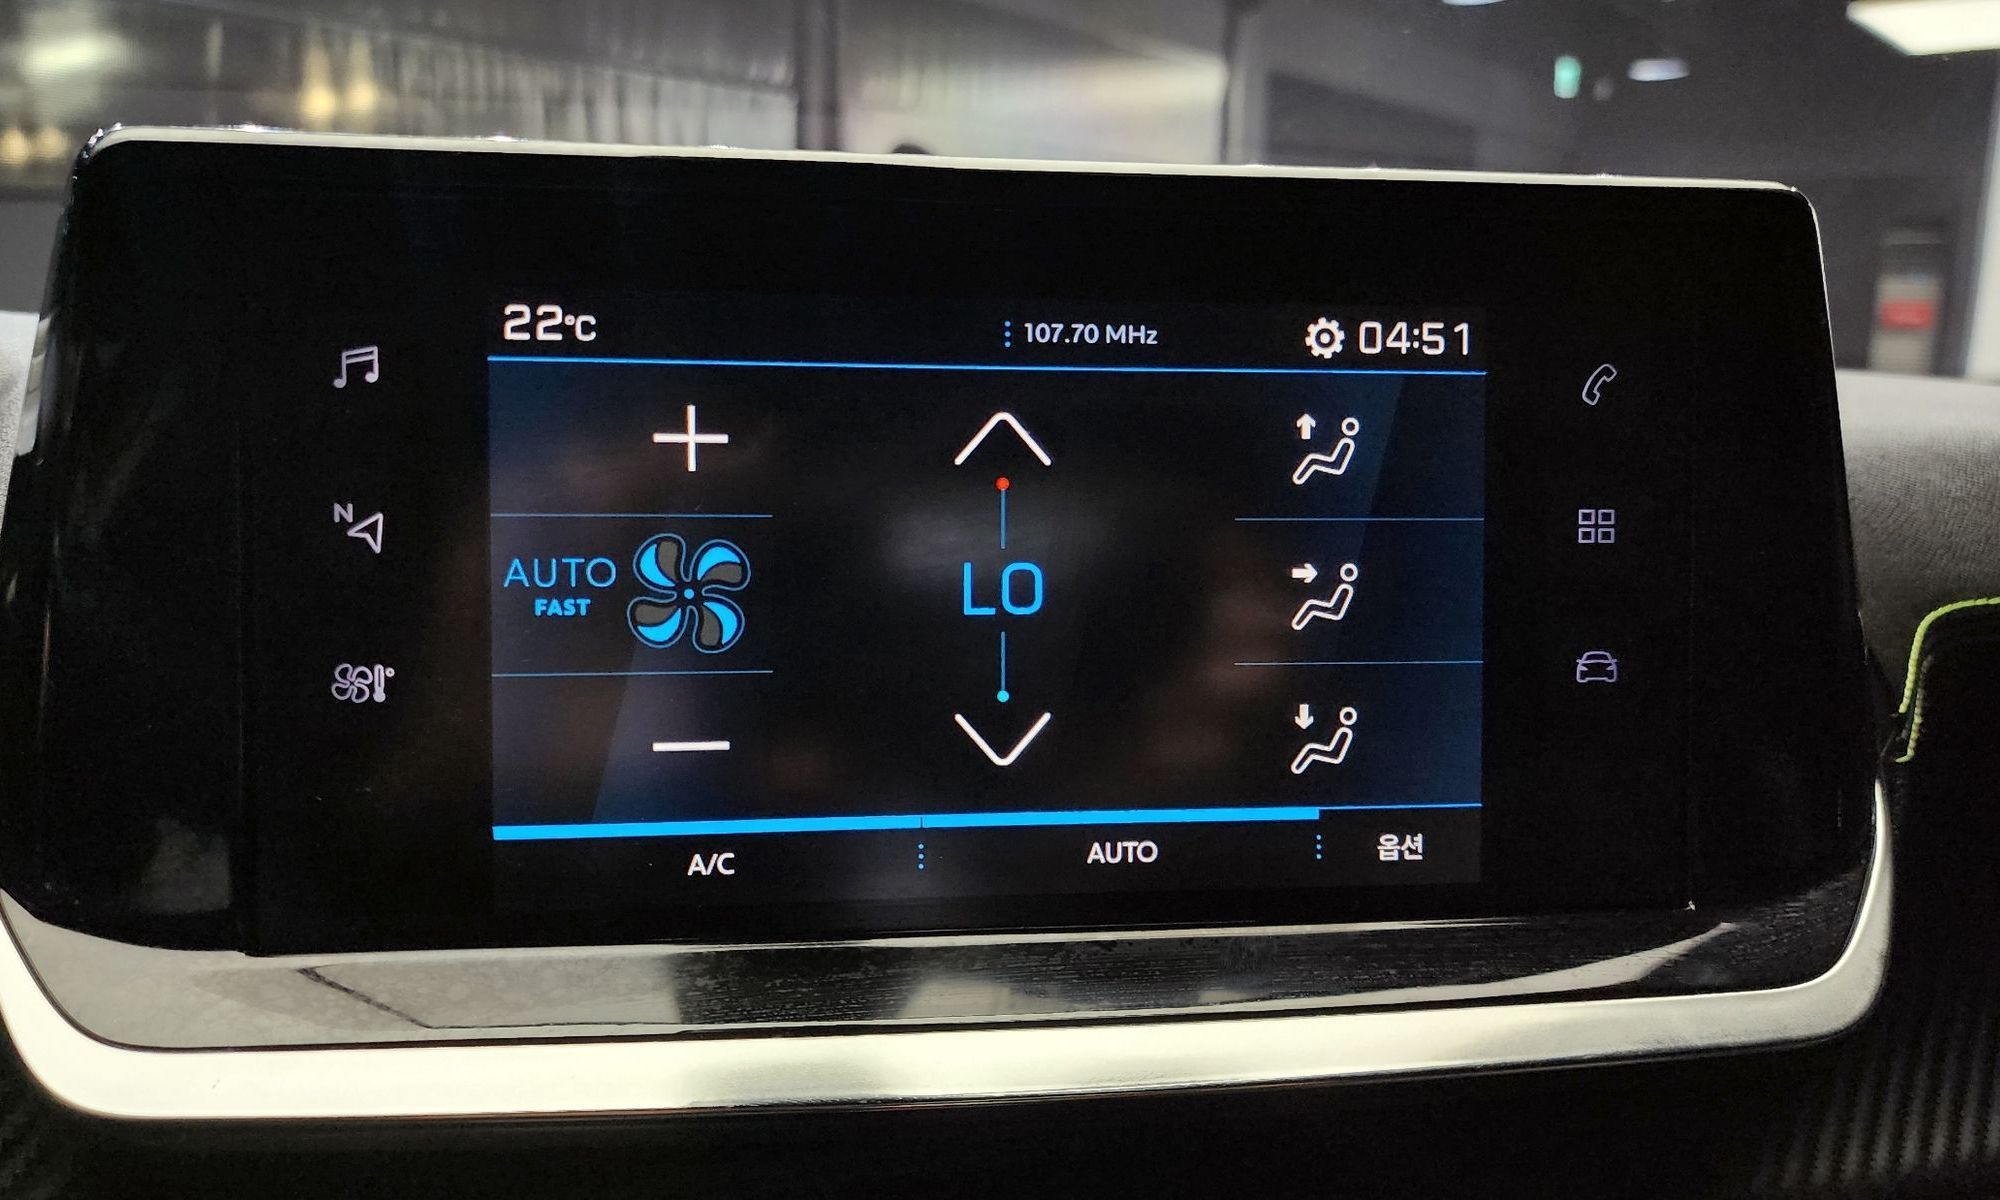 22°C
107.70 MHz
04:51
N
AUTO
FAST
LO
A/C
AUTO
옵션